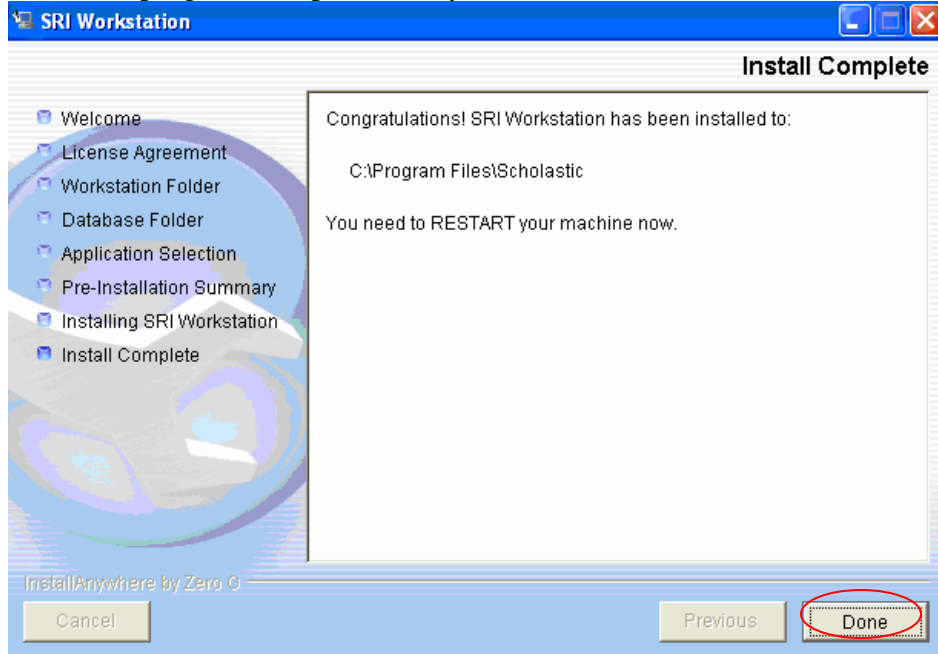 SRI Workstation
Install Complete
Welcome
License Agreement
Workstation Folder
Database Folder
Application Selection
Pre-Installation Summary
Installing SRI Workstation
Install Complete
Congratulations! SRI Workstation has been installed to:
C:\Program Files\Scholastic
You need to RESTART your machine now.
InstallAnywhere by Zero G
Cancel
Previous
Done